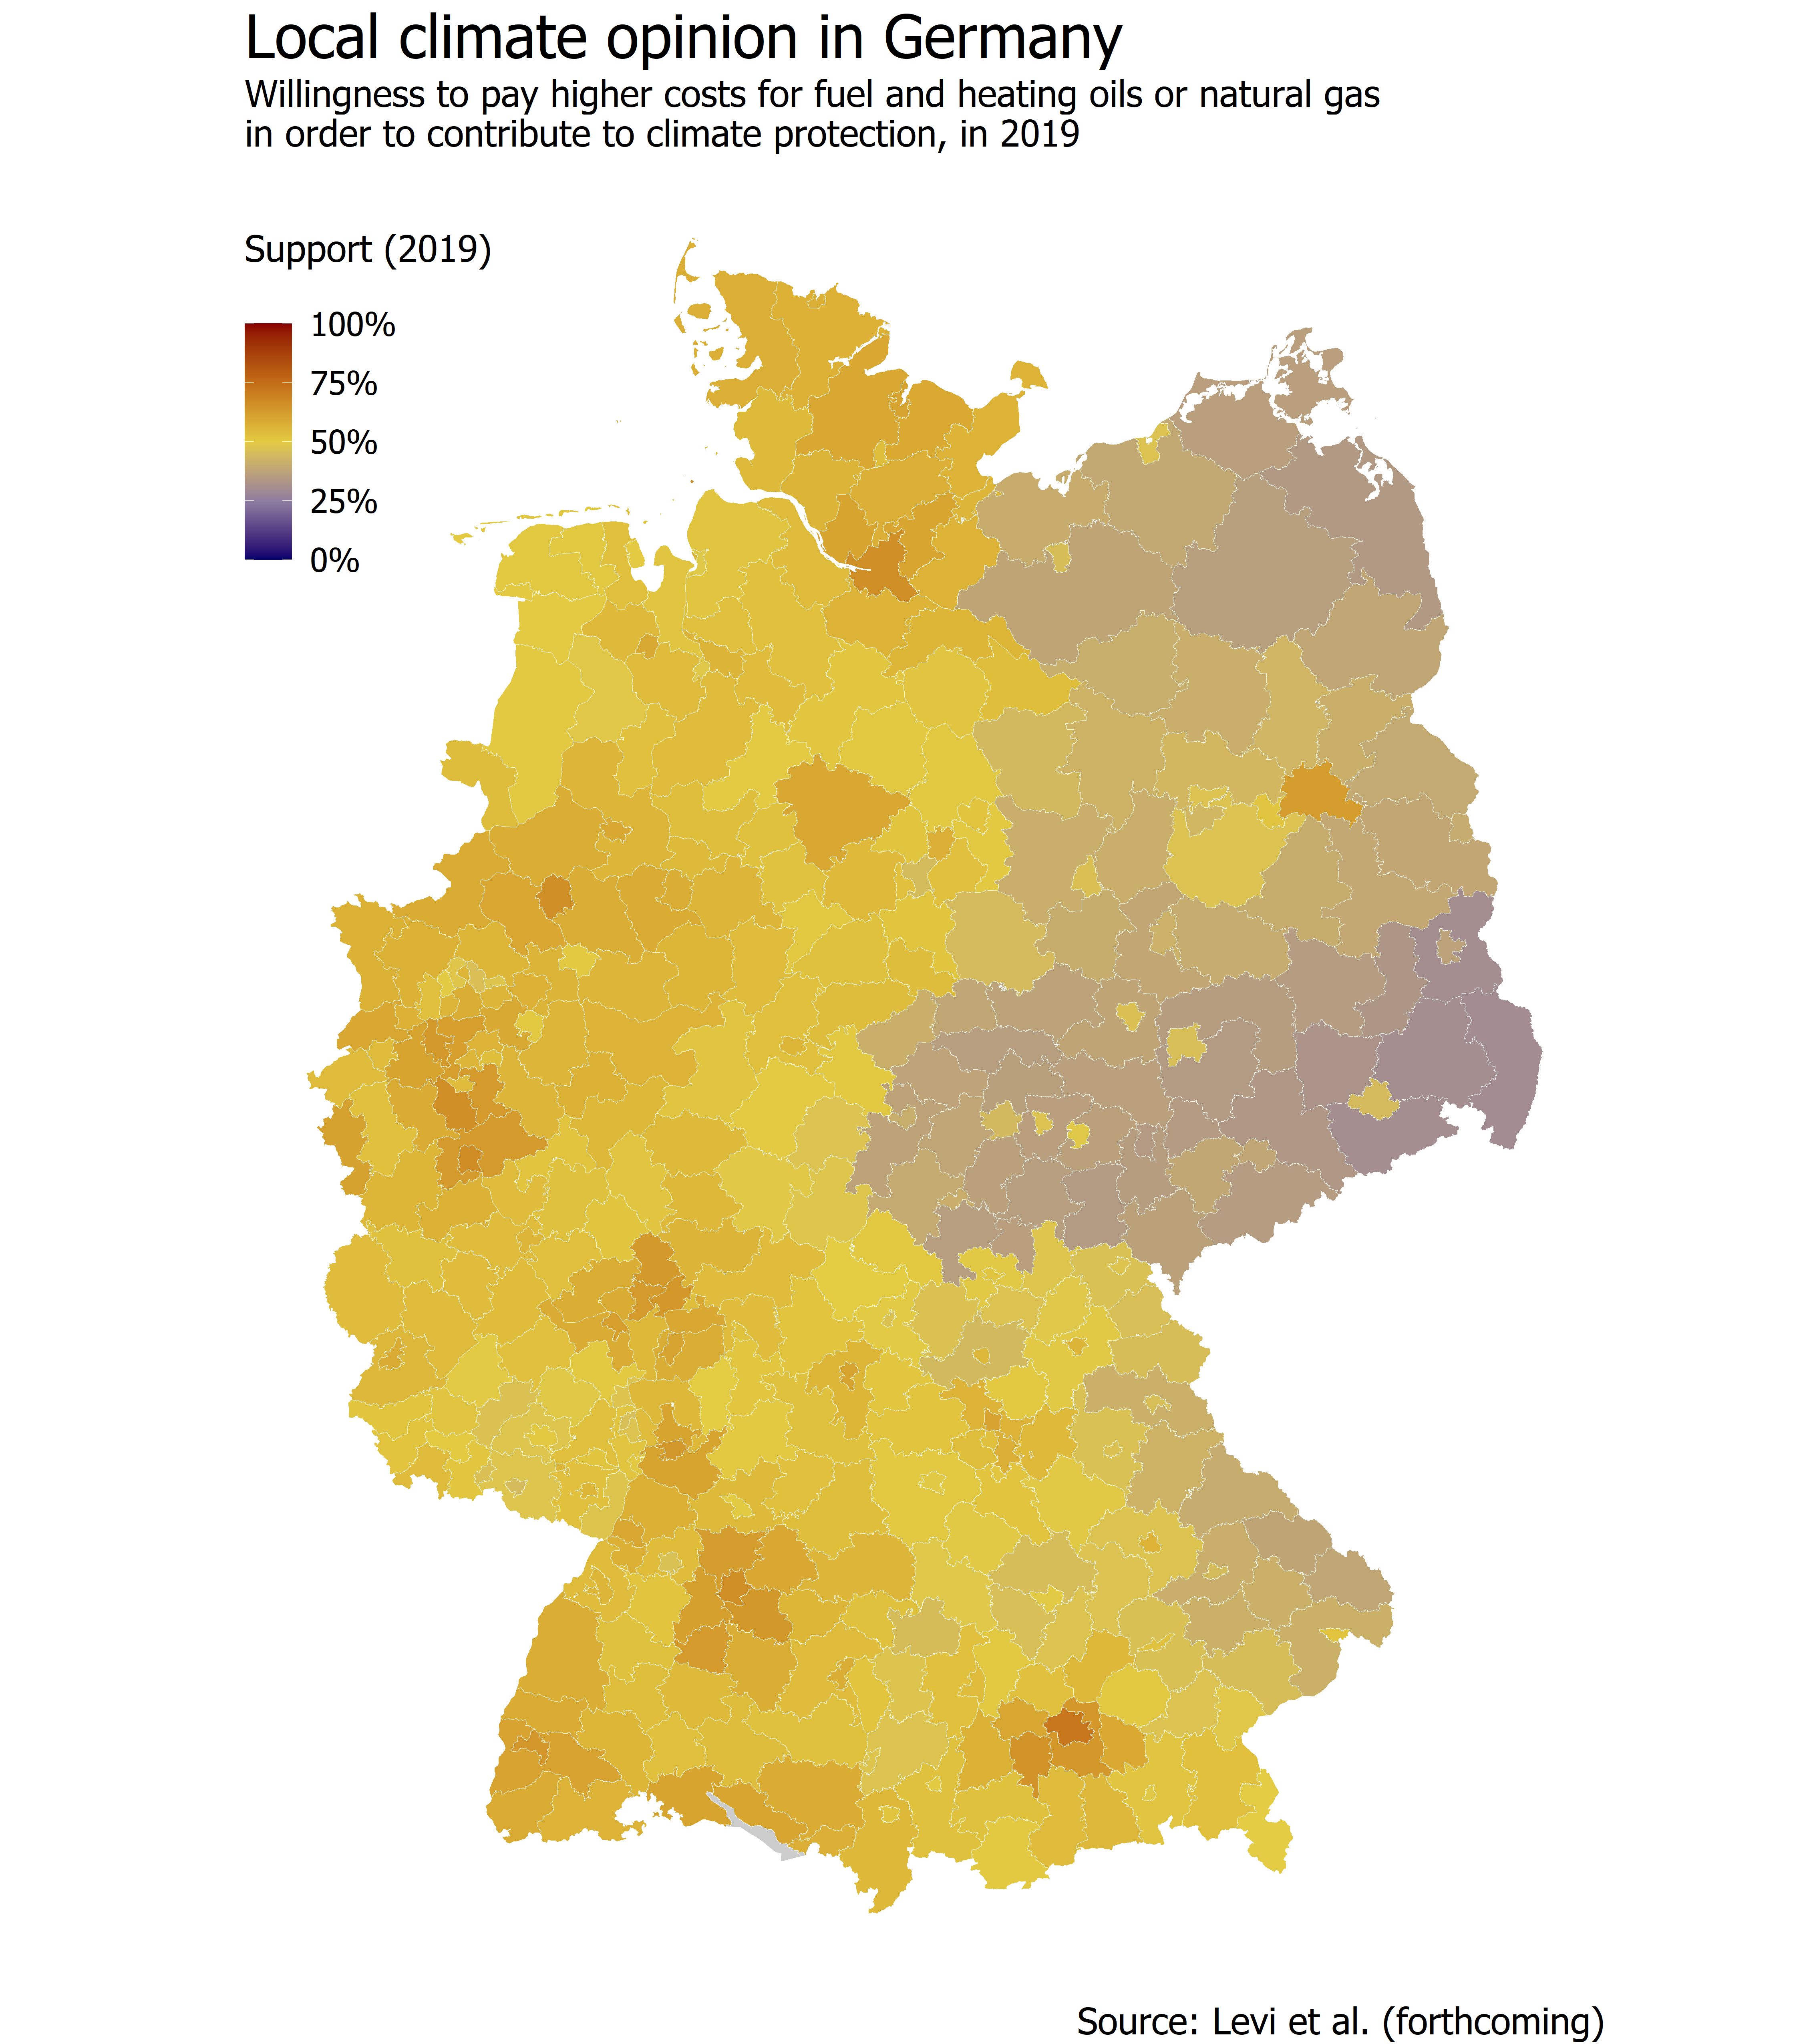 Local climate opinion in Germany
Willingness to pay higher costs for fuel and heating oils or natural gas
in order to contribute to climate protection, in 2019
Support (2019)
100%
75%
50%
25%
0%
Source: Levi et al. (forthcoming)